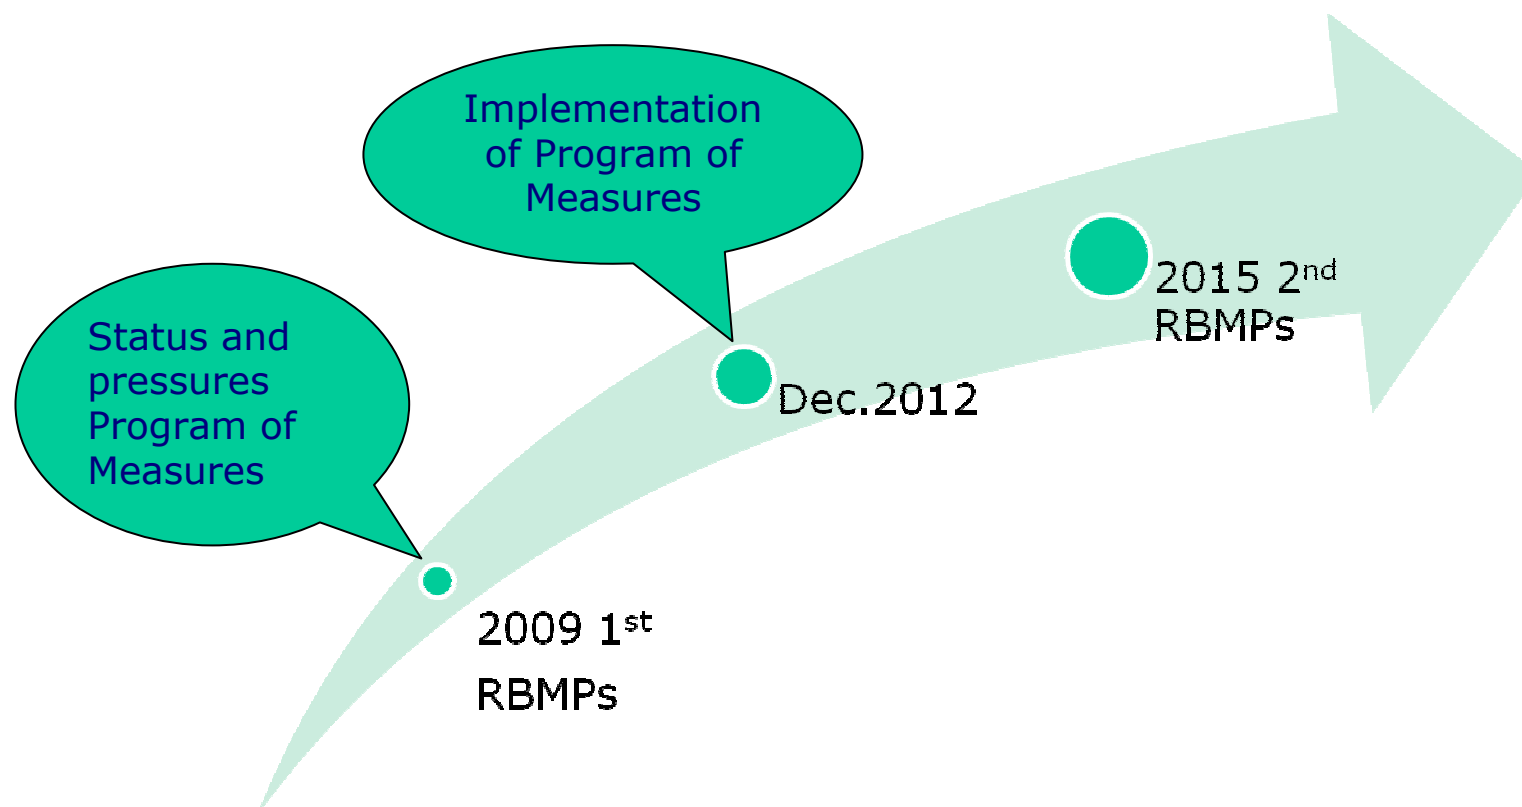 Implementation
of Program of
Measures
Status and
pressures
Program of
Measures
2015 2nd
RBMPs
Dec.2012
2009 1st
RBMPs